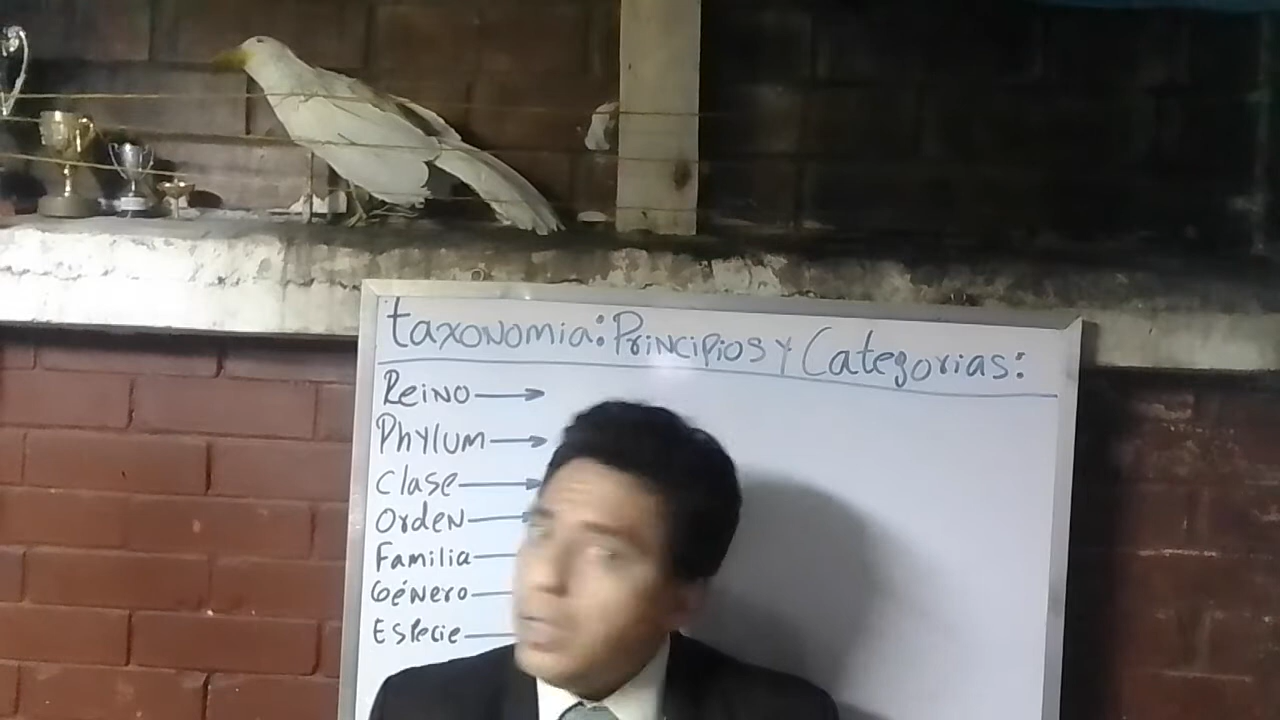 taxonomia: Principios y Categorias:
Reino
Phylum
Clase
Orden
Familia
Género
Especie